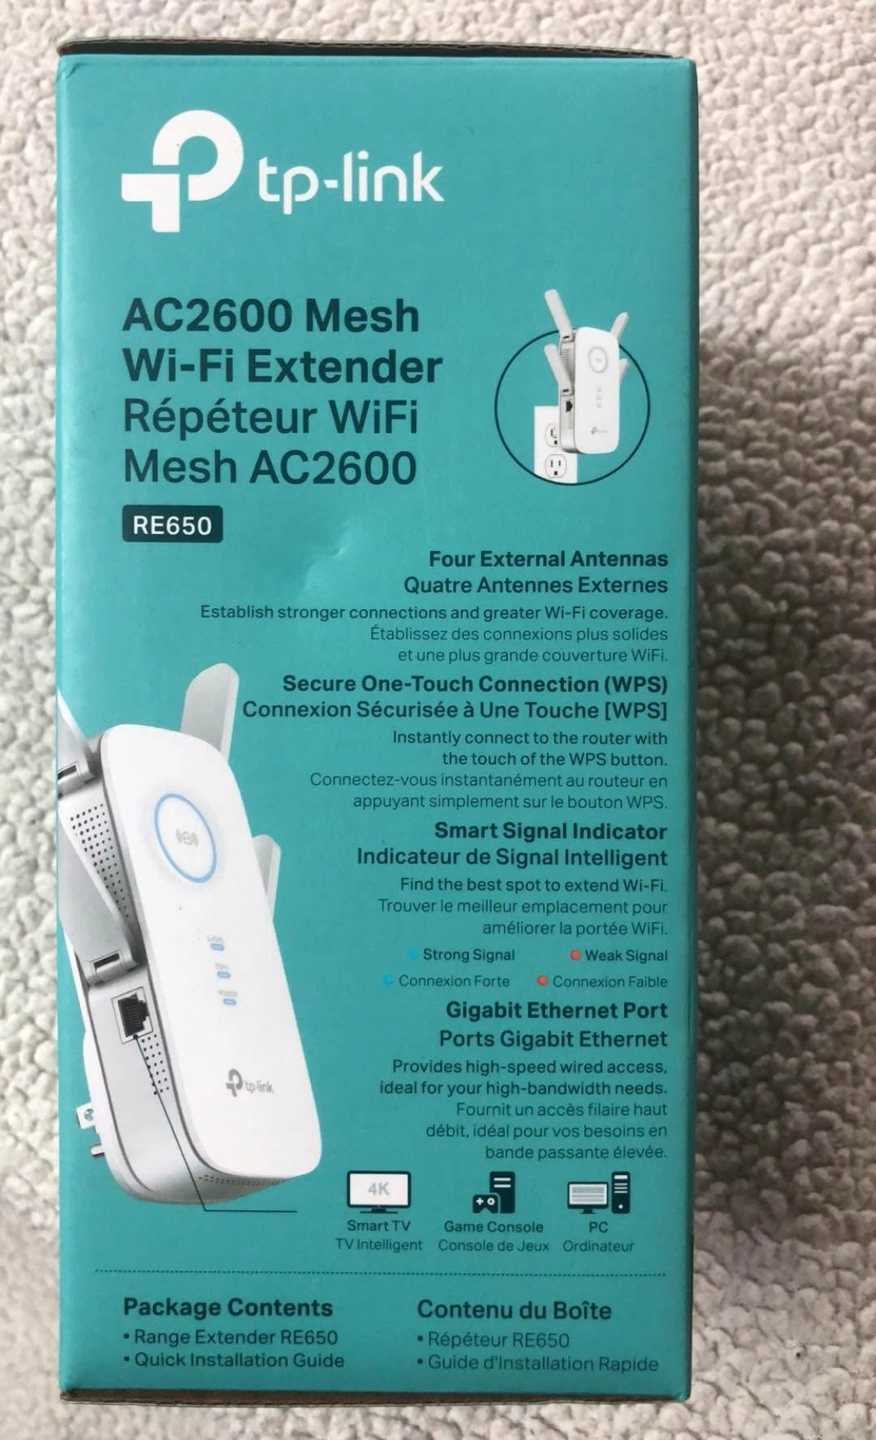 tp-link
AC2600 Mesh
Wi-Fi Extender
Répéteur WiFi
Mesh AC2600
RE650
Four External Antennas
Quatre Antennes Externes
Establish stronger connections and greater Wi-Fi coverage.
Établissez des connexions plus solides
et une plus grande couverture WiFi.
Secure One-Touch Connection (WPS)
Connexion Sécurisée à Une Touche [WPS]
Instantly connect to the router with
the touch of the WPS button.
Connectez-vous instantanément au routeur en
appuyant simplement sur le bouton WPS.
Smart Signal Indicator
Indicateur de Signal Intelligent
Find the best spot to extend Wi-Fi.
Trouver le meilleur emplacement pour
améliorer la portée WiFi.
Strong Signal Weak Signal
Connexion Forte Connexion Faible
Gigabit Ethernet Port
Ports Gigabit Ethernet
Provides high-speed wired access,
ideal for your high-bandwidth needs.
Fournit un accès filaire haut
débit, idéal pour vos besoins en
bande passante élevée.
tp-link
4K
Smart TV Game Console PC
TV Intelligent Console de Jeux Ordinateur
Package Contents
• Range Extender RE650
• Quick Installation Guide
Contenu du Boîte
• Répéteur RE650
• Guide d'Installation Rapide